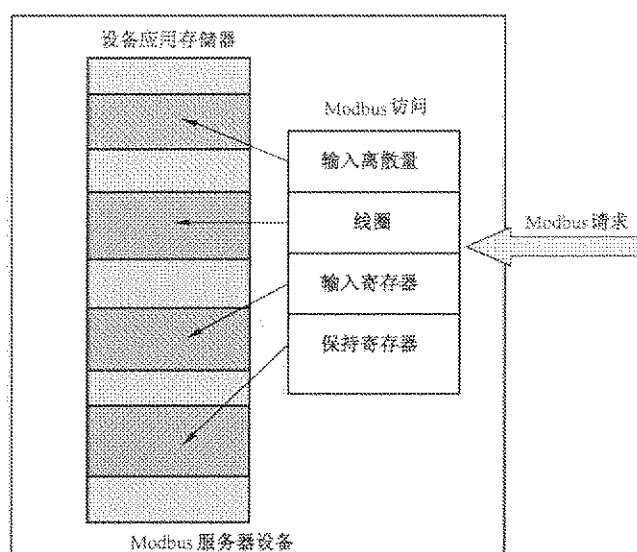 设备应用存储器
Modbus 访问
输入离散量
线圈
Modbus 请求
输入寄存器
保持寄存器
Modbus 服务器设备